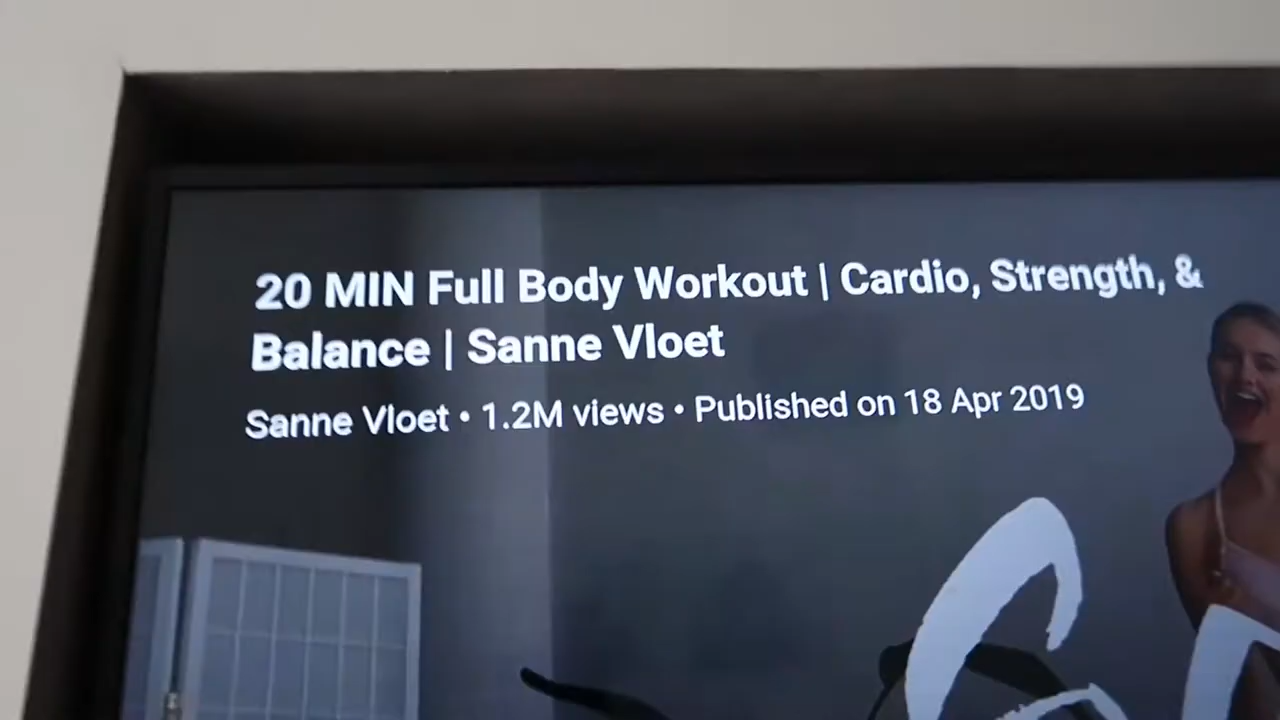 20 MIN Full Body Workout | Cardio, Strength, &
Balance | Sanne Vloet
Sanne Vloet • 1.2M views • Published on 18 Apr 2019